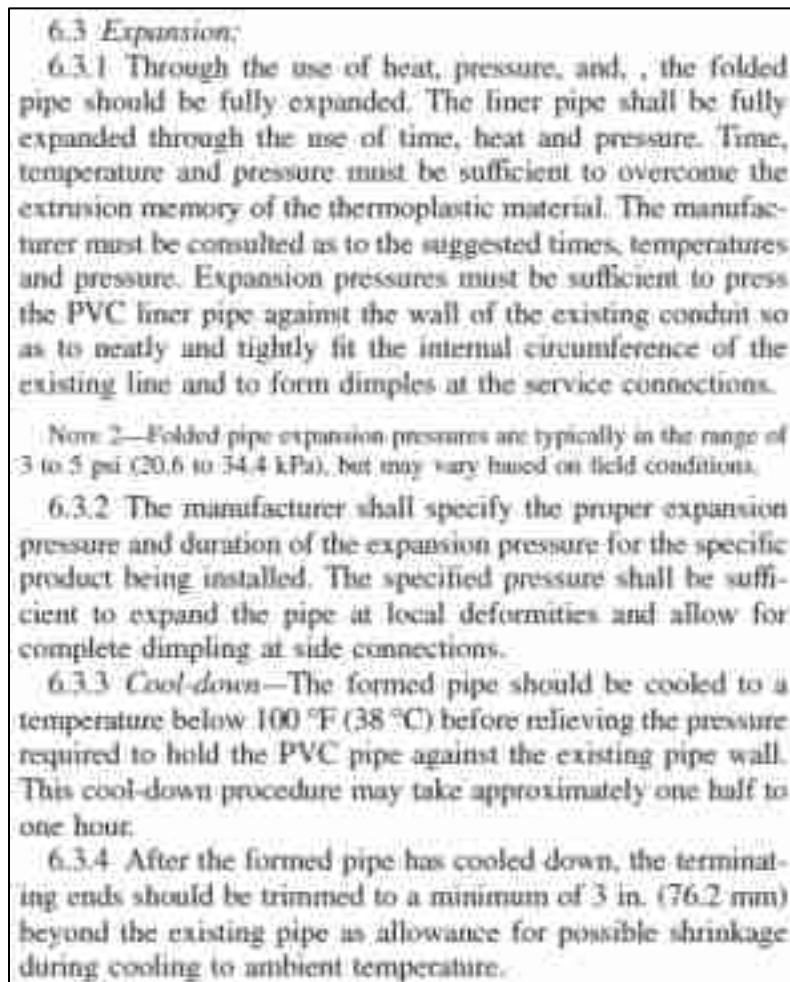 6.3 Expansion:
6.3.1 Through the use of heat, pressure, and, , the folded
pipe should be fully expanded. The liner pipe shall be fully
expanded through the use of time, heat and pressure. Time,
temperature and pressure must be sufficient to overcome the
extrusion memory of the thermoplastic material. The manufac-
turer must be consulted as to the suggested times, temperatures
and pressure. Expansion pressures must be sufficient to press
the PVC liner pipe against the wall of the existing conduit so
as to neatly and tightly fit the internal circumference of the
existing line and to form dimples at the service connections.
NOTE 2—Folded pipe expansion pressures are typically in the range of
3 to 5 psi (20.6 to 34.4 kPa), but may vary based on field conditions.
6.3.2 The manufacturer shall specify the proper expansion
pressure and duration of the expansion pressure for the specific
product being installed. The specified pressure shall be suffi-
cient to expand the pipe at local deformities and allow for
complete dimpling at side connections.
6.3.3 Cool-down—The formed pipe should be cooled to a
temperature below 100 °F (38 °C) before relieving the pressure
required to hold the PVC pipe against the existing pipe wall.
This cool-down procedure may take approximately one half to
one hour.
6.3.4 After the formed pipe has cooled down, the terminat-
ing ends should be trimmed to a minimum of 3 in. (76.2 mm)
beyond the existing pipe as allowance for possible shrinkage
during cooling to ambient temperature.